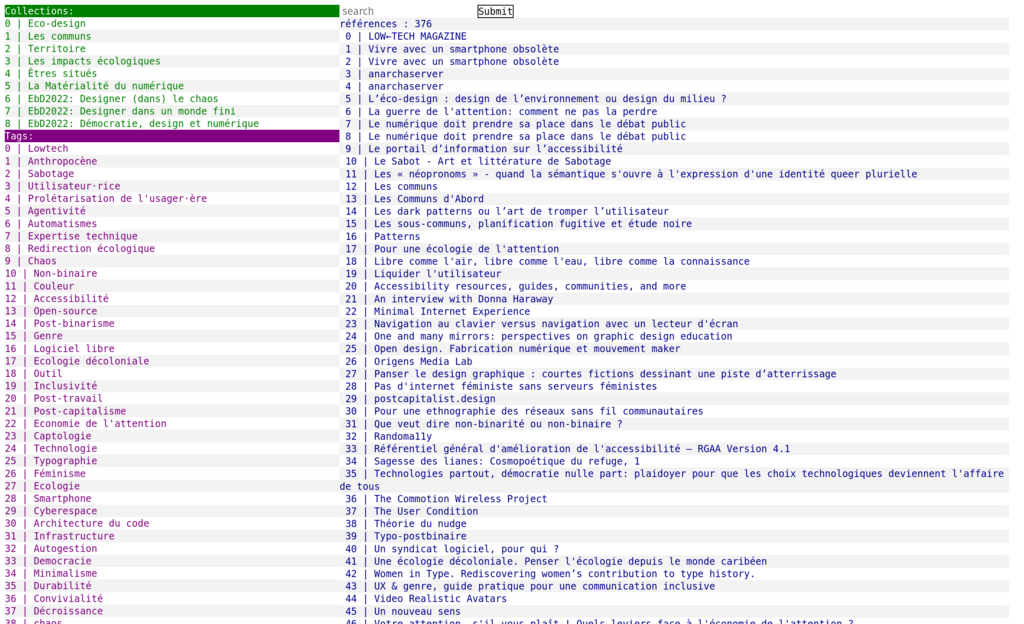 Collections:
0 | Eco-design
1 | Les communs
2 | Territoire
3 | Les impacts écologiques
4 | Êtres situés
5 | La Matérialité du numérique
6 | EbD2022: Designer (dans) le chaos
7 | EbD2022: Designer dans un monde fini
8 | EbD2022: Démocratie, design et numérique
Tags:
0 | Lowtech
1 | Anthropocène
2 | Sabotage
3 | Utilisateur·rice
4 | Prolétarisation de l'usager·ère
5 | Agentivité
6 | Automatismes
7 | Expertise technique
8 | Redirection écologique
9 | Chaos
10 | Non-binaire
11 | Couleur
12 | Accessibilité
13 | Open-source
14 | Post-binarisme
15 | Genre
16 | Logiciel libre
17 | Ecologie décoloniale
18 | Outil
19 | Inclusivité
20 | Post-travail
21 | Post-capitalisme
22 | Economie de l'attention
23 | Captologie
24 | Technologie
25 | Typographie
26 | Féminisme
27 | Ecologie
28 | Smartphone
29 | Cyberespace
30 | Architecture du code
31 | Infrastructure
32 | Autogestion
33 | Democratie
34 | Minimalisme
35 | Durabilité
36 | Convivialité
37 | Décroissance
38 | chaos
search
Submit
références : 376
0 | LOW←TECH MAGAZINE
1 | Vivre avec un smartphone obsolète
2 | Vivre avec un smartphone obsolète
3 | anarchaserver
4 | anarchaserver
5 | L’éco-design : design de l’environnement ou design du milieu ?
6 | La guerre de l'attention: comment ne pas la perdre
7 | Le numérique doit prendre sa place dans le débat public
8 | Le numérique doit prendre sa place dans le débat public
9 | Le portail d’information sur l’accessibilité
10 | Le Sabot - Art et littérature de Sabotage
11 | Les « néopronoms » - quand la sémantique s'ouvre à l'expression d'une identité queer plurielle
12 | Les communs
13 | Les Communs d'Abord
14 | Les dark patterns ou l’art de tromper l’utilisateur
15 | Les sous-communs, planification fugitive et étude noire
16 | Patterns
17 | Pour une écologie de l'attention
18 | Libre comme l'air, libre comme l'eau, libre comme la connaissance
19 | Liquider l'utilisateur
20 | Accessibility resources, guides, communities, and more
21 | An interview with Donna Haraway
22 | Minimal Internet Experience
23 | Navigation au clavier versus navigation avec un lecteur d'écran
24 | One and many mirrors: perspectives on graphic design education
25 | Open design. Fabrication numérique et mouvement maker
26 | Origens Media Lab
27 | Panser le design graphique : courtes fictions dessinant une piste d’atterrissage
28 | Pas d'internet féministe sans serveurs féministes
29 | postcapitalist.design
30 | Pour une ethnographie des réseaux sans fil communautaires
31 | Que veut dire non-binarité ou non-binaire ?
32 | Randoma11y
33 | Référentiel général d'amélioration de l'accessibilité – RGAA Version 4.1
34 | Sagesse des lianes: Cosmopoétique du refuge, 1
35 | Technologies partout, démocratie nulle part: plaidoyer pour que les choix technologiques deviennent l'affaire
de tous
36 | The Commotion Wireless Project
37 | The User Condition
38 | Théorie du nudge
39 | Typo-postbinaire
40 | Un syndicat logiciel, pour qui ?
41 | Une écologie décoloniale. Penser l'écologie depuis le monde caribéen
42 | Women in Type. Rediscovering women’s contribution to type history.
43 | UX & genre, guide pratique pour une communication inclusive
44 | Video Realistic Avatars
45 | Un nouveau sens
46 | Votre attention, s'il vous plaît ! Quels leviers face à l'économie de l'attention ?